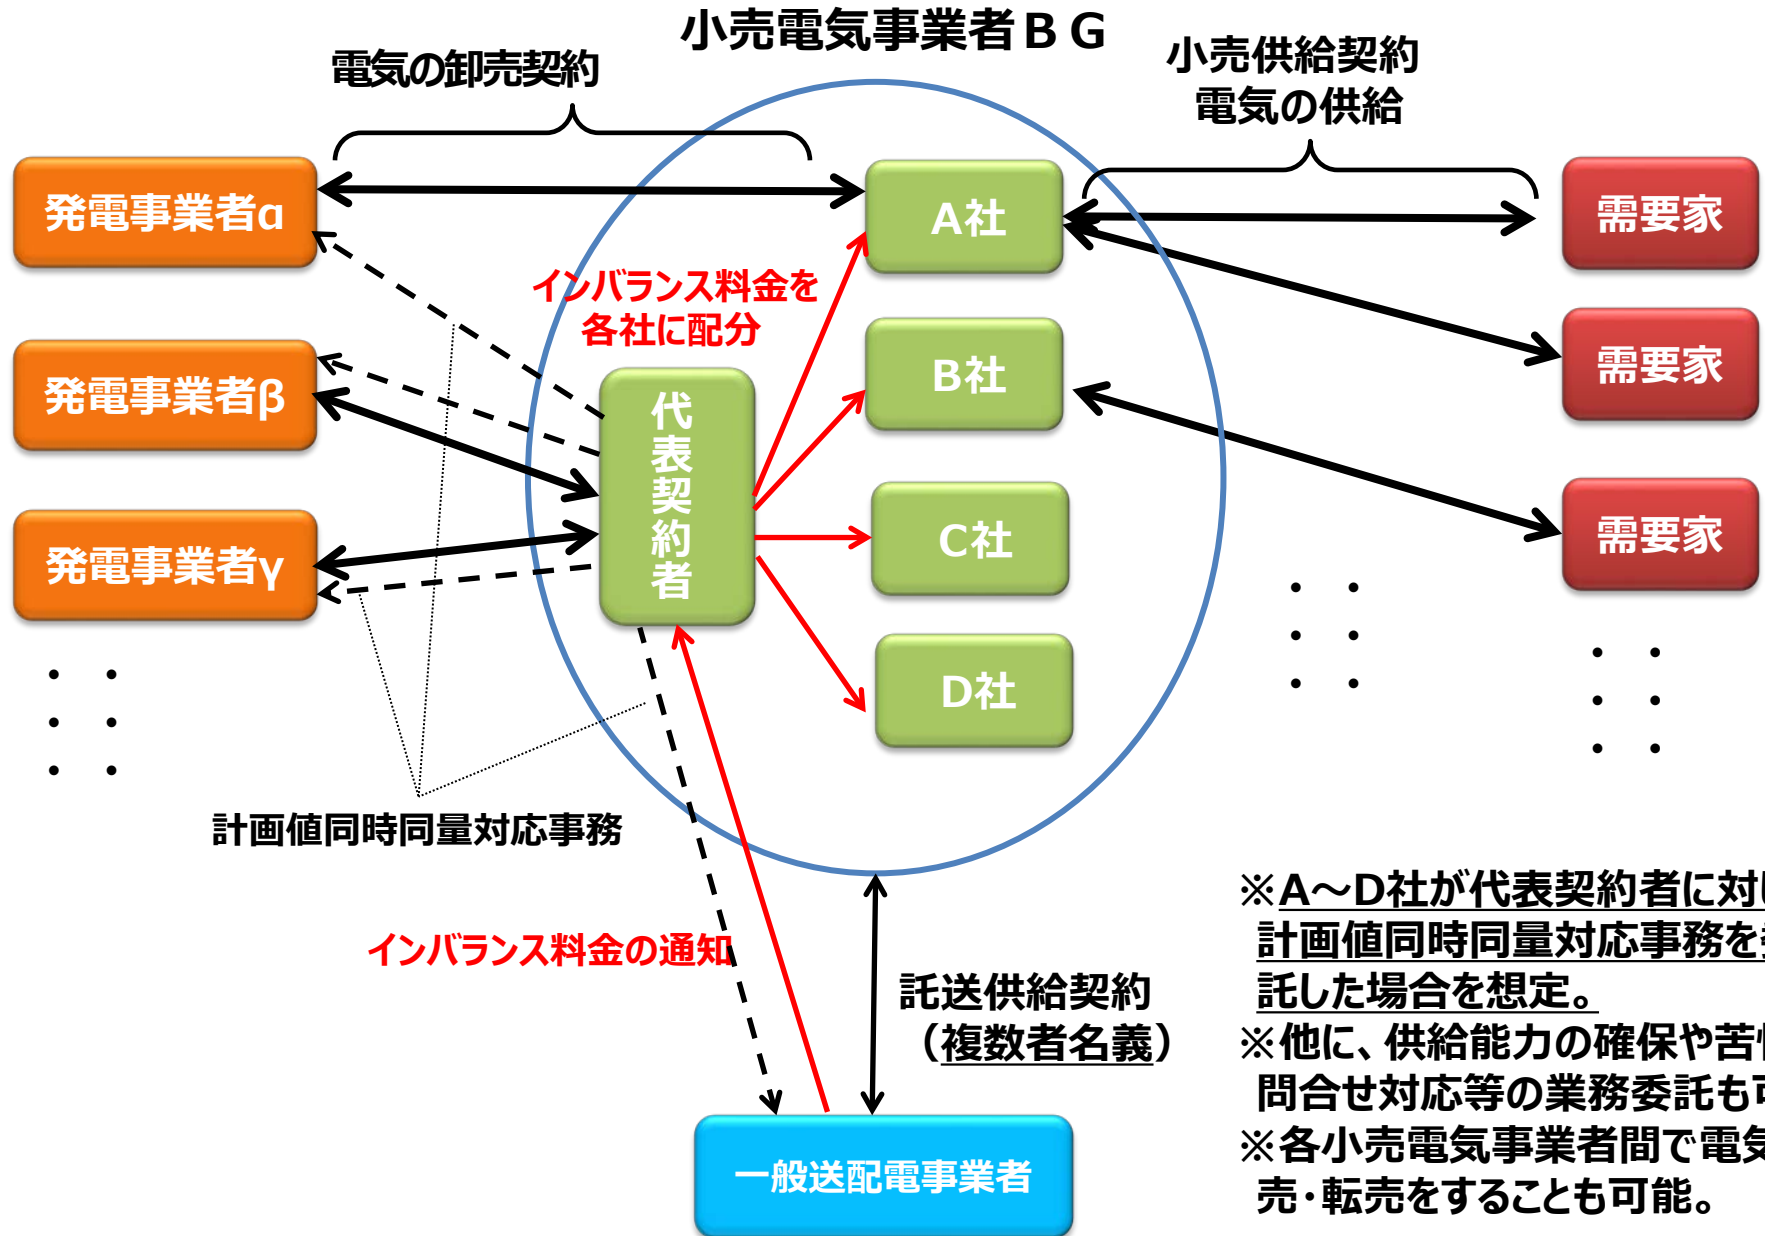 小売電気事業者ＢＧ
電気の卸売契約
小売供給契約
電気の供給
発電事業者α
A社
需要家
インバランス料金を
各社に配分
B社
需要家
発電事業者β
代表契約者
C社
需要家
発電事業者γ
D社
計画値同時同量対応事務
インバランス料金の通知
託送供給契約
（複数者名義）
一般送配電事業者
※A～D社が代表契約者に対し
計画値同時同量対応事務を委
託した場合を想定。
※他に、供給能力の確保や苦情
問合せ対応等の業務委託も可
※各小売電気事業者間で電気
売・転売をすることも可能。